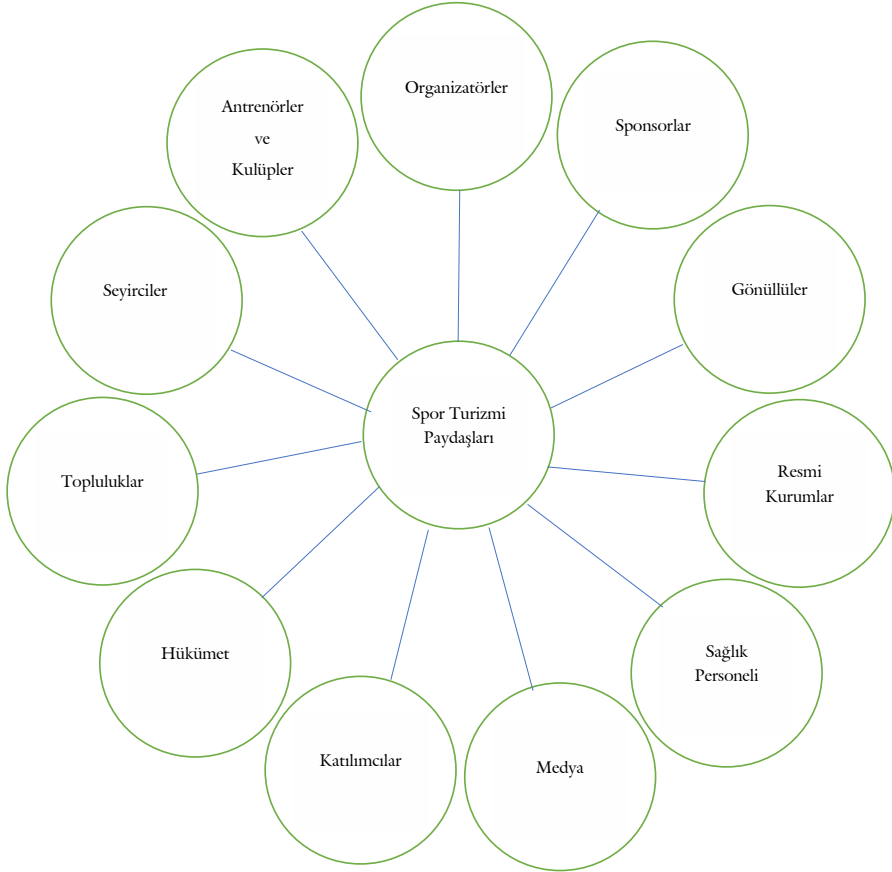 Organizatörler
Sponsorlar
Gönüllüler
Resmi
Kurumlar
Sağlık
Personeli
Medya
Katılımcılar
Hükümet
Topluluklar
Seyirciler
Antrenörler
ve
Kulüpler
Spor Turizmi
Paydaşları